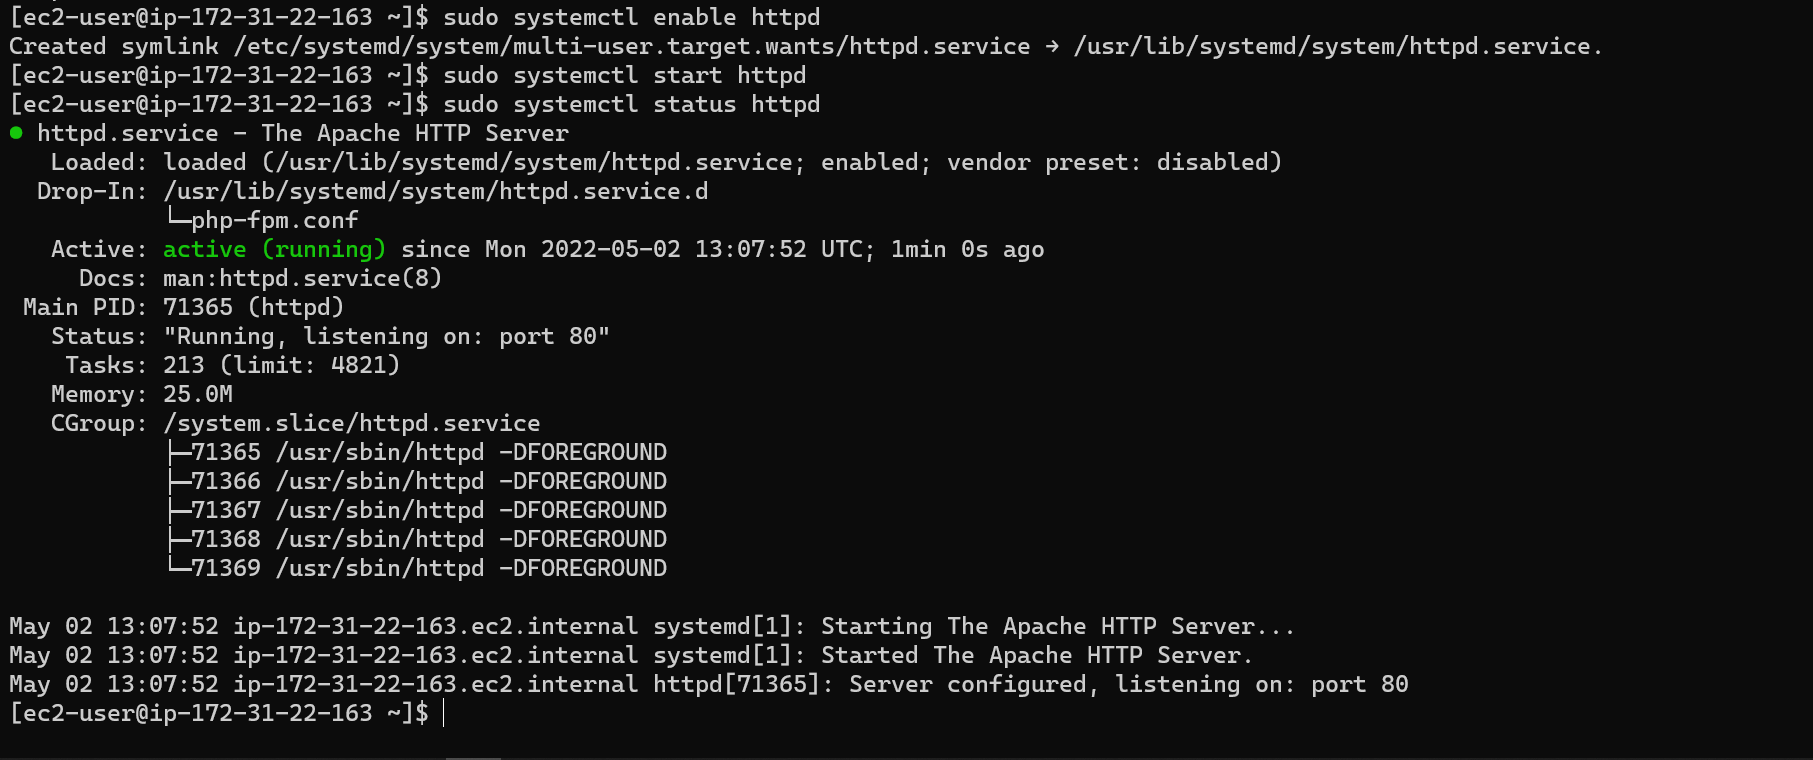 [ec2-user@ip-172-31-22-163 ~]$ sudo systemctl enable httpd
Created symlink /etc/systemd/system/multi-user.target.wants/httpd.service → /usr/lib/systemd/system/httpd.service.
[ec2-user@ip-172-31-22-163 ~]$ sudo systemctl start httpd
[ec2-user@ip-172-31-22-163 ~]$ sudo systemctl status httpd
● httpd.service - The Apache HTTP Server
   Loaded: loaded (/usr/lib/systemd/system/httpd.service; enabled; vendor preset: disabled)
  Drop-In: /usr/lib/systemd/system/httpd.service.d
           └─php-fpm.conf
   Active: active (running) since Mon 2022-05-02 13:07:52 UTC; 1min 0s ago
     Docs: man:httpd.service(8)
 Main PID: 71365 (httpd)
   Status: "Running, listening on: port 80"
    Tasks: 213 (limit: 4821)
   Memory: 25.0M
   CGroup: /system.slice/httpd.service
           ├─71365 /usr/sbin/httpd -DFOREGROUND
           ├─71366 /usr/sbin/httpd -DFOREGROUND
           ├─71367 /usr/sbin/httpd -DFOREGROUND
           ├─71368 /usr/sbin/httpd -DFOREGROUND
           └─71369 /usr/sbin/httpd -DFOREGROUND

May 02 13:07:52 ip-172-31-22-163.ec2.internal systemd[1]: Starting The Apache HTTP Server...
May 02 13:07:52 ip-172-31-22-163.ec2.internal systemd[1]: Started The Apache HTTP Server.
May 02 13:07:52 ip-172-31-22-163.ec2.internal httpd[71365]: Server configured, listening on: port 80
[ec2-user@ip-172-31-22-163 ~]$